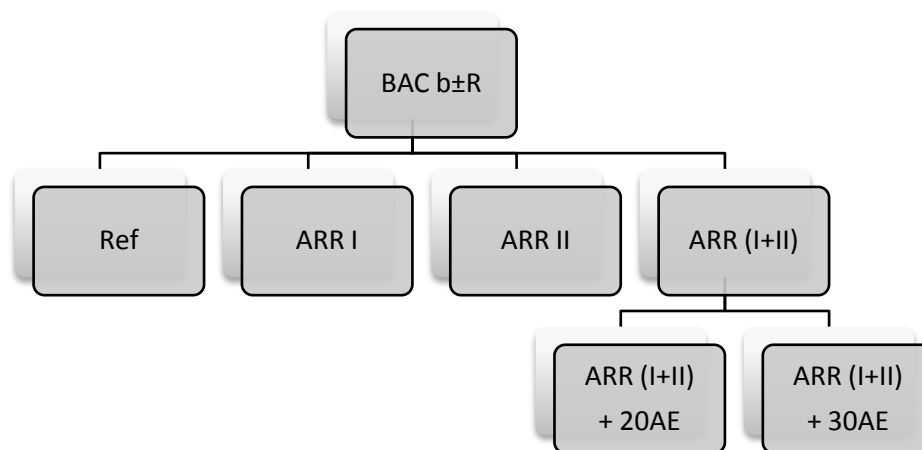 BAC b±R
Ref
ARR I
ARR II
ARR (I+II)
ARR (I+II)
+ 20AE
ARR (I+II)
+ 30AE